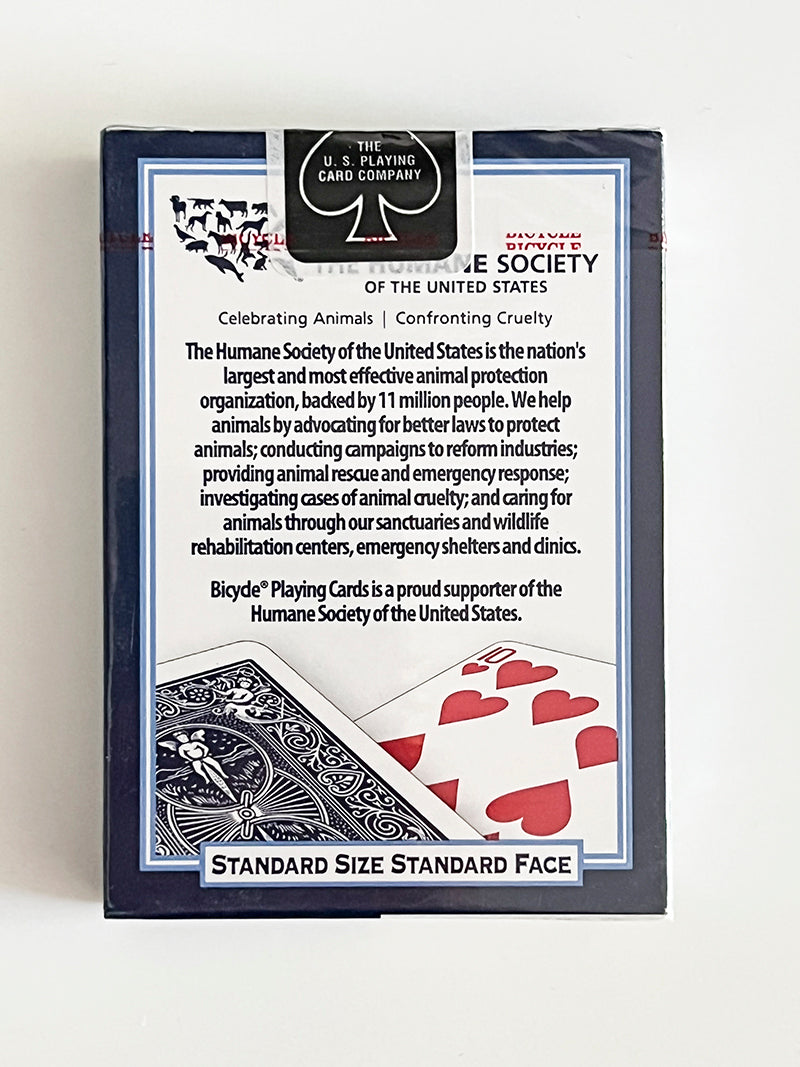 THE
U. S. PLAYING
CARD COMPANY
BICYCLE
BICYCLE
THE HUMANE SOCIETY
OF THE UNITED STATES
Celebrating Animals | Confronting Cruelty
The Humane Society of the United States is the nation's
largest and most effective animal protection
organization, backed by 11 million people. We help
animals by advocating for better laws to protect
animals; conducting campaigns to reform industries;
providing animal rescue and emergency response;
investigating cases of animal cruelty; and caring for
animals through our sanctuaries and wildlife
rehabilitation centers, emergency shelters and clinics.
Bicycle® Playing Cards is a proud supporter of the
Humane Society of the United States.
10
STANDARD SIZE STANDARD FACE